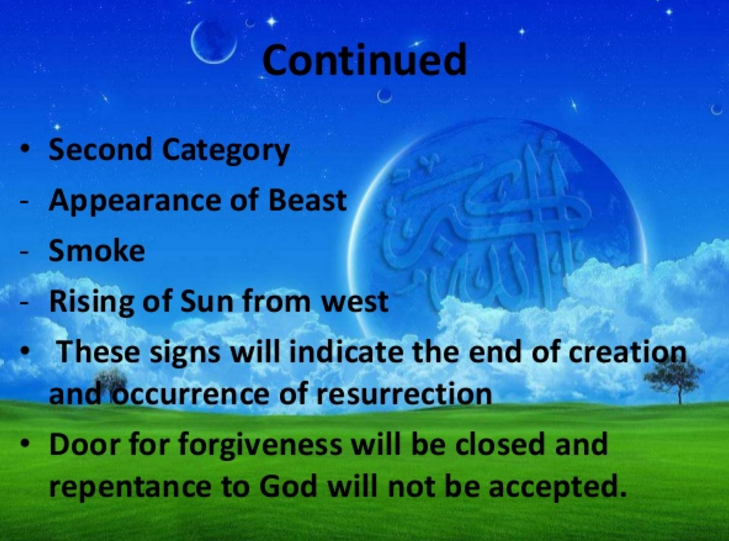 Continued
• Second Category
- Appearance of Beast
- Smoke
- Rising of Sun from west
• These signs will indicate the end of creation
and occurrence of resurrection
• Door for forgiveness will be closed and
repentance to God will not be accepted.
الله أكبر